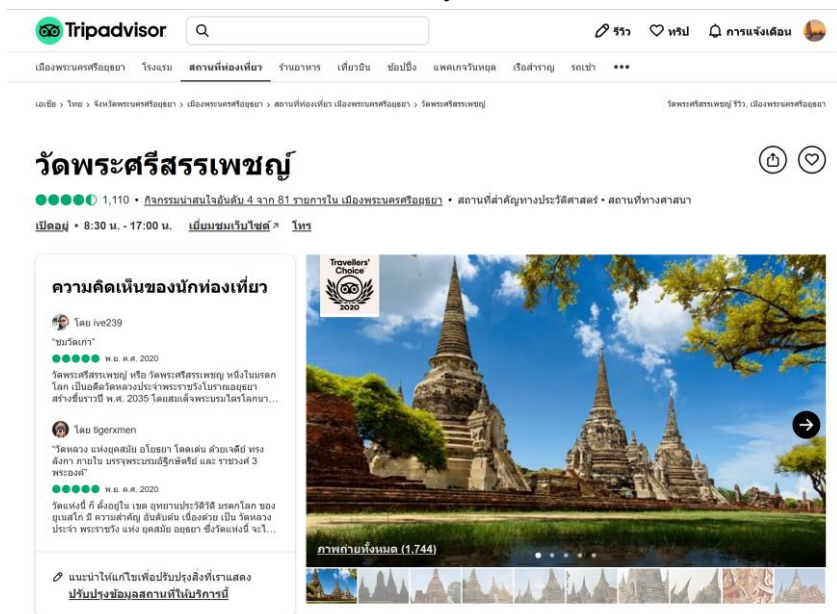 Tripadvisor
รีวิว ทริป การแจ้งเตือน
เมืองพระนครศรีอยุธยา โรงแรม สถานที่ท่องเที่ยว ร้านอาหาร เที่ยวบิน ช้อปปิ้ง แพคเกจวันหยุด เรือสำราญ รถเช่า •••
เอเชีย > ไทย > จังหวัดพระนครศรีอยุธยา > เมืองพระนครศรีอยุธยา > สถานที่ท่องเที่ยว เมืองพระนครศรีอยุธยา > วัดพระศรีสรรเพชญ์ วัดพระศรีสรรเพชญ์ รีวิว, เมืองพระนครศรีอยุธยา
วัดพระศรีสรรเพชญ์
1,110 • กิจกรรมน่าสนใจอันดับ 4 จาก 81 รายการใน เมืองพระนครศรีอยุธยา • สถานที่สำคัญทางประวัติศาสตร์ • สถานที่ทางศาสนา
เปิดอยู่ • 8:30 น. - 17:00 น. เยี่ยมชมเว็บไซต์ โทร
Travellers'
Choice
2020
ความคิดเห็นของนักท่องเที่ยว
โดย ive239
"ชมวัดเก่า"
พ.ย. ค.ศ. 2020
วัดพระศรีสรรเพชญ์ หรือ วัดพระศรีสรรเพชญ หนึ่งในมรดก
โลก เป็นอดีตวัดหลวงประจำพระราชวังโบราณอยุธยา
สร้างขึ้นราวปี พ.ศ. 2035 โดยสมเด็จพระบรมไตรโลกนา...
โดย tigerxmen
"วัดหลวง แห่งยุคสมัย อโยธยา โดดเด่น ด้วยเจดีย์ ทรง
ลังกา ภายใน บรรจุพระบรมอัฐิกษัตริย์ และ ราชวงศ์ 3
พระองค์"
พ.ย. ค.ศ. 2020
วัดแห่งนี้ ก็ ตั้งอยู่ใน เขต อุทยานประวัติวัติ มรดกโลก ของ
ยูเนสโก มี ความสำคัญ อันดับต้น เนื่องด้วย เป็น วัดหลวง
ประจำ พระราชวัง แห่ง ยุคสมัย อยุธยา ซึ่งวัดแห่งนี้ จะไ...
แนะนำให้แก้ไขเพื่อปรับปรุงสิ่งที่เราแสดง
ปรับปรุงข้อมูลสถานที่ให้บริการนี้
ภาพถ่ายทั้งหมด (1,744)